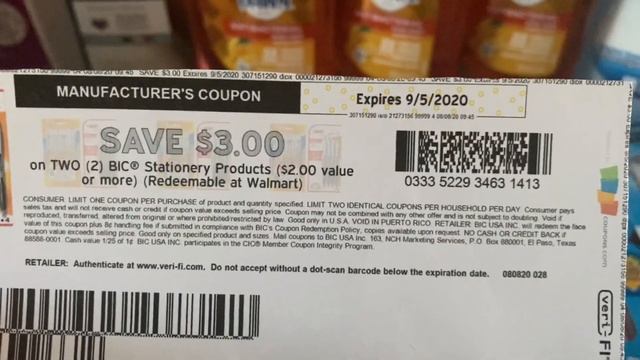 SAVE $3.00 Expires 9/5/2020 307151290
MANUFACTURER'S COUPON
Expires 9/5/2020
SAVE $3.00
on TWO (2) BIC® Stationery Products ($2.00 value
or more) (Redeemable at Walmart)
0333 5229 3463 1413
CONSUMER: LIMIT ONE COUPON PER PURCHASE of product and quantity specified. LIMIT TWO IDENTICAL COUPONS PER HOUSEHOLD PER DAY. Consumer pays
sales tax and will not receive cash or credit if coupon value exceeds selling price. Coupon may not be combined with any other offer and is not subject to doubling. Void if
reproduced, transferred, altered from original or where prohibited/restricted by law. Good only in U.S.A. VOID IN PUERTO RICO. RETAILER: BIC USA INC. will redeem the face
value of this coupon plus 8¢ handling fee if submitted in compliance with BIC's Coupon Redemption Policy, copies available upon request. NO CASH OR CREDIT BACK if
coupon value exceeds selling price. Good only on specified product and sizes. Mail coupons to BIC USA Inc. 163, NCH Marketing Services, P.O. Box 880001, El Paso, Texas
88588-0001. Cash value 1/25 of 1¢. BIC USA INC. participates in the CIC® Member Coupon Integrity Program.
RETAILER: Authenticate at www.veri-fi.com. Do not accept without a dot-scan barcode below the expiration date. 080820 028
coupons.com
veri-fi